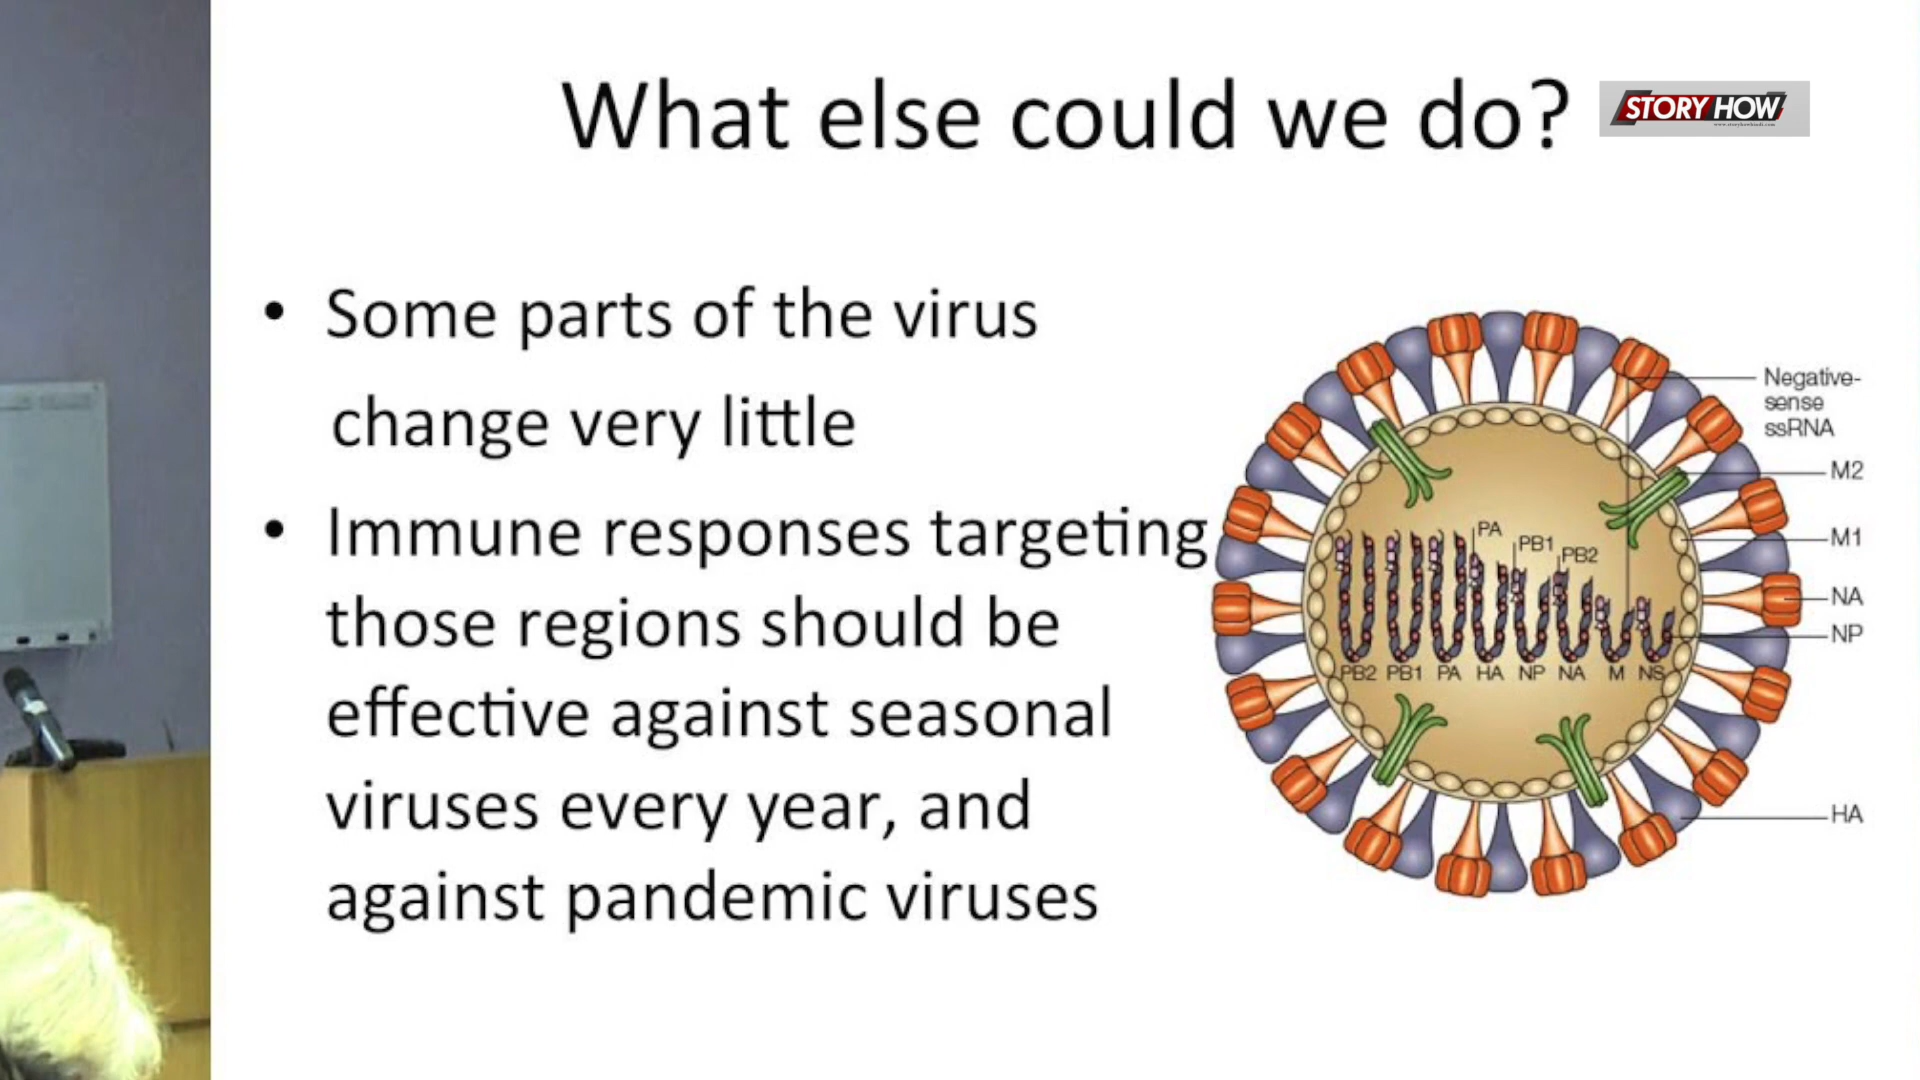 What else could we do?
STORY HOW
• Some parts of the virus
change very little
• Immune responses targeting
those regions should be
effective against seasonal
viruses every year, and
against pandemic viruses
Negative-
sense
ssRNA
M2
M1
NA
NP
HA
PA
PB1
PB2
PB2 PB1 PA HA NP NA M NS